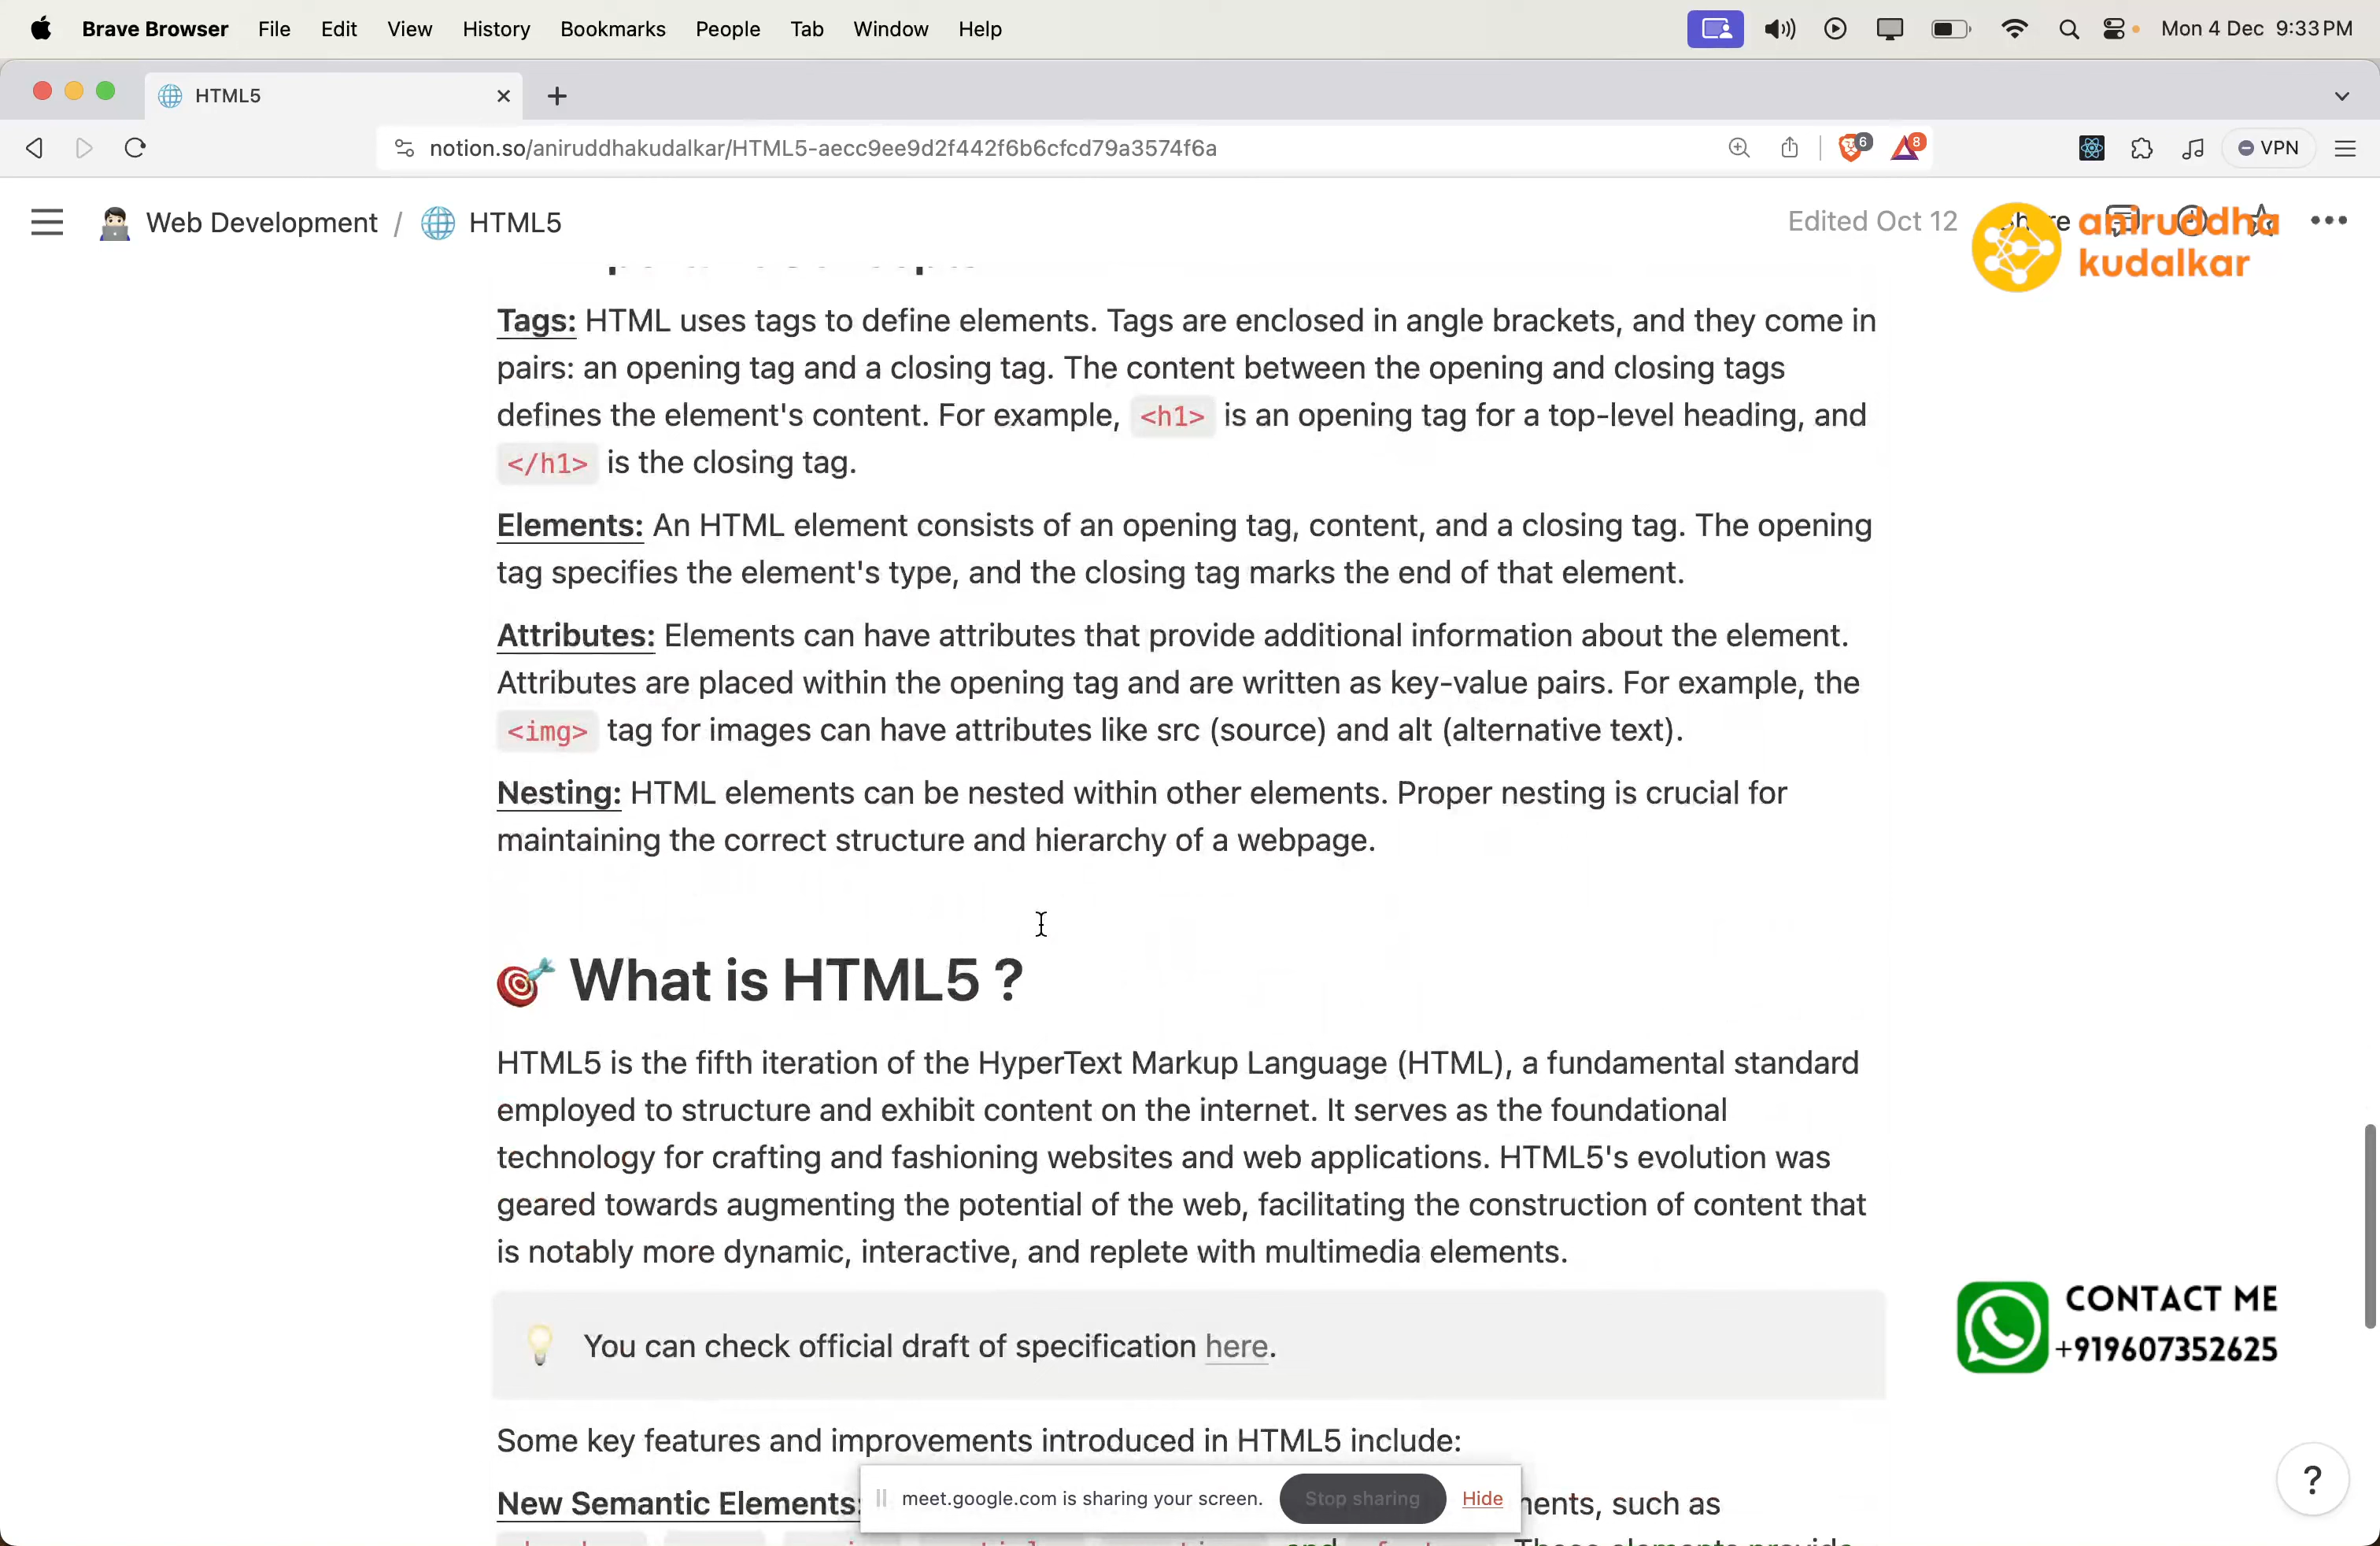 Brave Browser File Edit View History Bookmarks People Tab Window Help Mon 4 Dec 9:33 PM
HTML5
notion.so/aniruddhakudalkar/HTML5-aecc9ee9d2f442f6b6cfcd79a3574f6a 6 8 VPN
Web Development / HTML5 Edited Oct 12
aniruddha
kudalkar
Tags: HTML uses tags to define elements. Tags are enclosed in angle brackets, and they come in
pairs: an opening tag and a closing tag. The content between the opening and closing tags
defines the element's content. For example, <h1> is an opening tag for a top-level heading, and
</h1> is the closing tag.
Elements: An HTML element consists of an opening tag, content, and a closing tag. The opening
tag specifies the element's type, and the closing tag marks the end of that element.
Attributes: Elements can have attributes that provide additional information about the element.
Attributes are placed within the opening tag and are written as key-value pairs. For example, the
<img> tag for images can have attributes like src (source) and alt (alternative text).
Nesting: HTML elements can be nested within other elements. Proper nesting is crucial for
maintaining the correct structure and hierarchy of a webpage.
What is HTML5 ?
HTML5 is the fifth iteration of the HyperText Markup Language (HTML), a fundamental standard
employed to structure and exhibit content on the internet. It serves as the foundational
technology for crafting and fashioning websites and web applications. HTML5's evolution was
geared towards augmenting the potential of the web, facilitating the construction of content that
is notably more dynamic, interactive, and replete with multimedia elements.
You can check official draft of specification here.
CONTACT ME
+919607352625
Some key features and improvements introduced in HTML5 include:
New Semantic Elements: such as
meet.google.com is sharing your screen. Stop sharing Hide
?